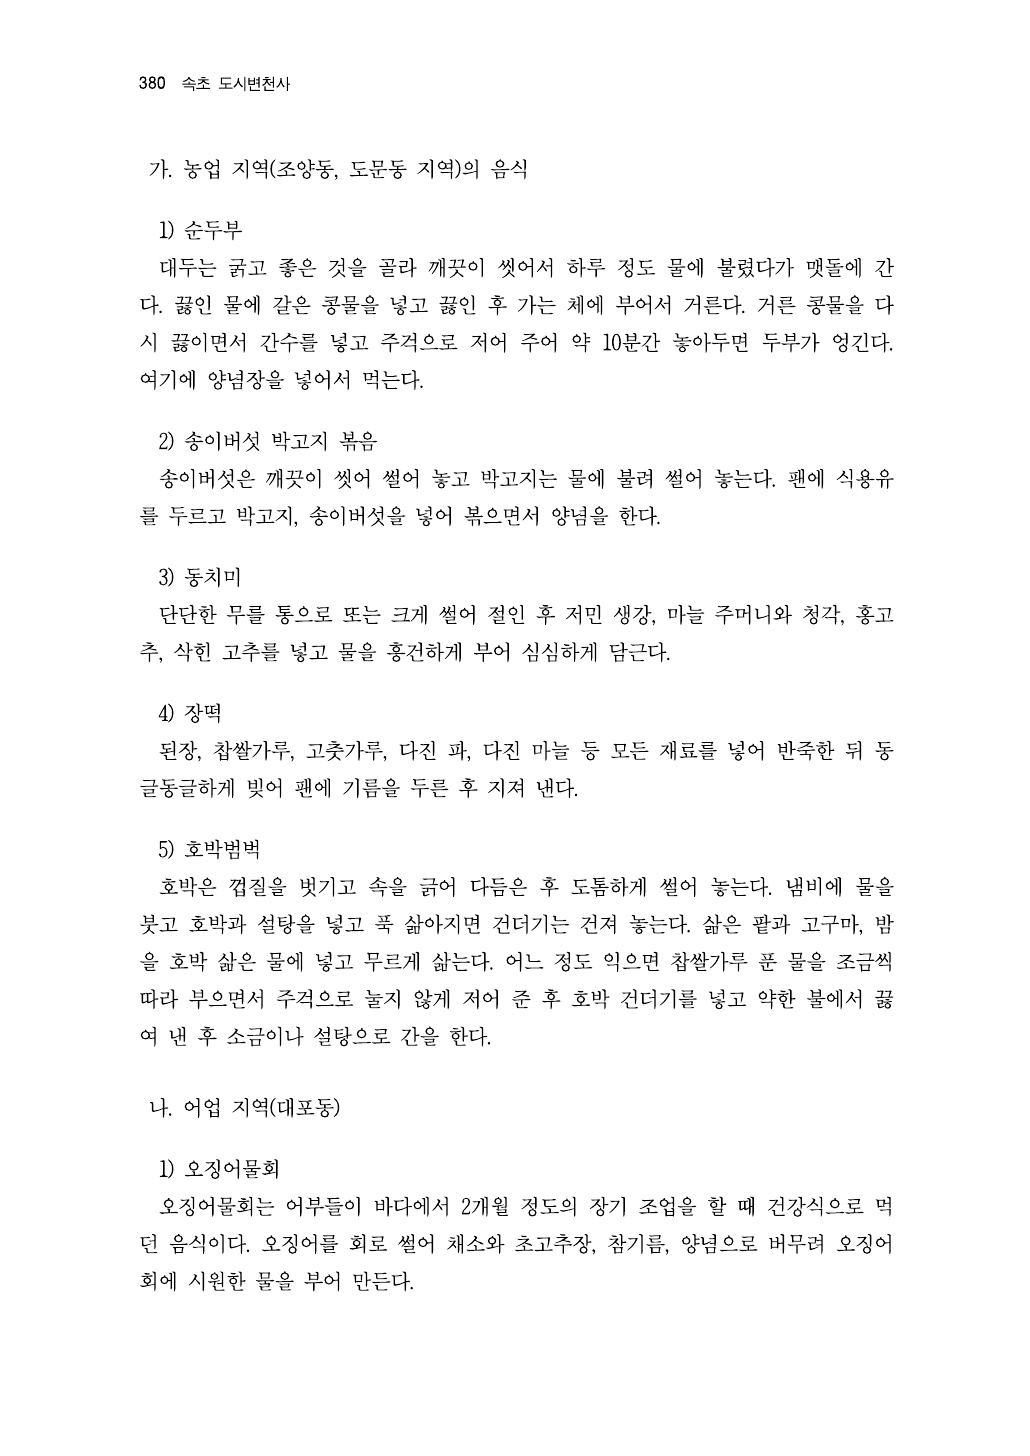 380 속초 도시변천사
가. 농업 지역(조양동, 도문동 지역)의 음식
1) 순두부
대두는 굵고 좋은 것을 골라 깨끗이 씻어서 하루 정도 물에 불렸다가 맷돌에 간
다. 끓인 물에 갈은 콩물을 넣고 끓인 후 가는 체에 부어서 거른다. 거른 콩물을 다
시 끓이면서 간수를 넣고 주걱으로 저어 주어 약 10분간 놓아두면 두부가 엉긴다.
여기에 양념장을 넣어서 먹는다.
2) 송이버섯 박고지 볶음
송이버섯은 깨끗이 씻어 썰어 놓고 박고지는 물에 불려 썰어 놓는다. 팬에 식용유
를 두르고 박고지, 송이버섯을 넣어 볶으면서 양념을 한다.
3) 동치미
단단한 무를 통으로 또는 크게 썰어 절인 후 저민 생강, 마늘 주머니와 청각, 홍고
추, 삭힌 고추를 넣고 물을 흥건하게 부어 심심하게 담근다.
4) 장떡
된장, 찹쌀가루, 고춧가루, 다진 파, 다진 마늘 등 모든 재료를 넣어 반죽한 뒤 동
글동글하게 빚어 팬에 기름을 두른 후 지져 낸다.
5) 호박범벅
호박은 껍질을 벗기고 속을 긁어 다듬은 후 도톰하게 썰어 놓는다. 냄비에 물을
붓고 호박과 설탕을 넣고 푹 삶아지면 건더기는 건져 놓는다. 삶은 팥과 고구마, 밤
을 호박 삶은 물에 넣고 무르게 삶는다. 어느 정도 익으면 찹쌀가루 푼 물을 조금씩
따라 부으면서 주걱으로 눌지 않게 저어 준 후 호박 건더기를 넣고 약한 불에서 끓
여 낸 후 소금이나 설탕으로 간을 한다.
나. 어업 지역(대포동)
1) 오징어물회
오징어물회는 어부들이 바다에서 2개월 정도의 장기 조업을 할 때 건강식으로 먹
던 음식이다. 오징어를 회로 썰어 채소와 초고추장, 참기름, 양념으로 버무려 오징어
회에 시원한 물을 부어 만든다.